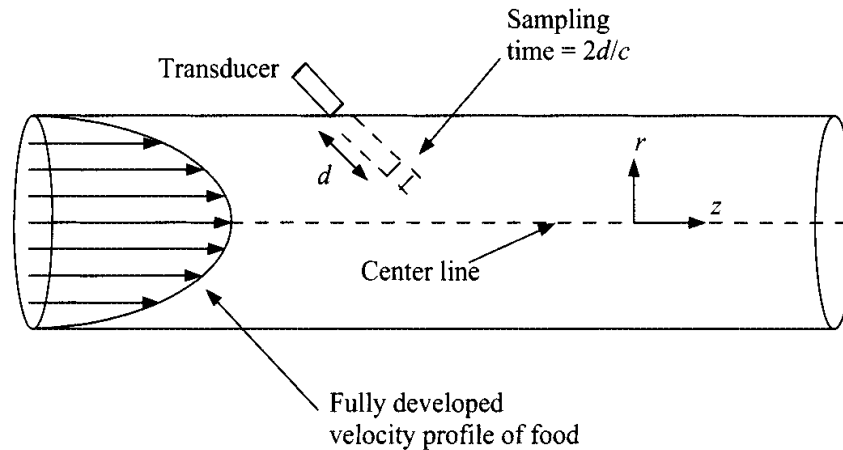 Sampling
time = 2d/c
Transducer
d
r
z
Center line
Fully developed
velocity profile of food